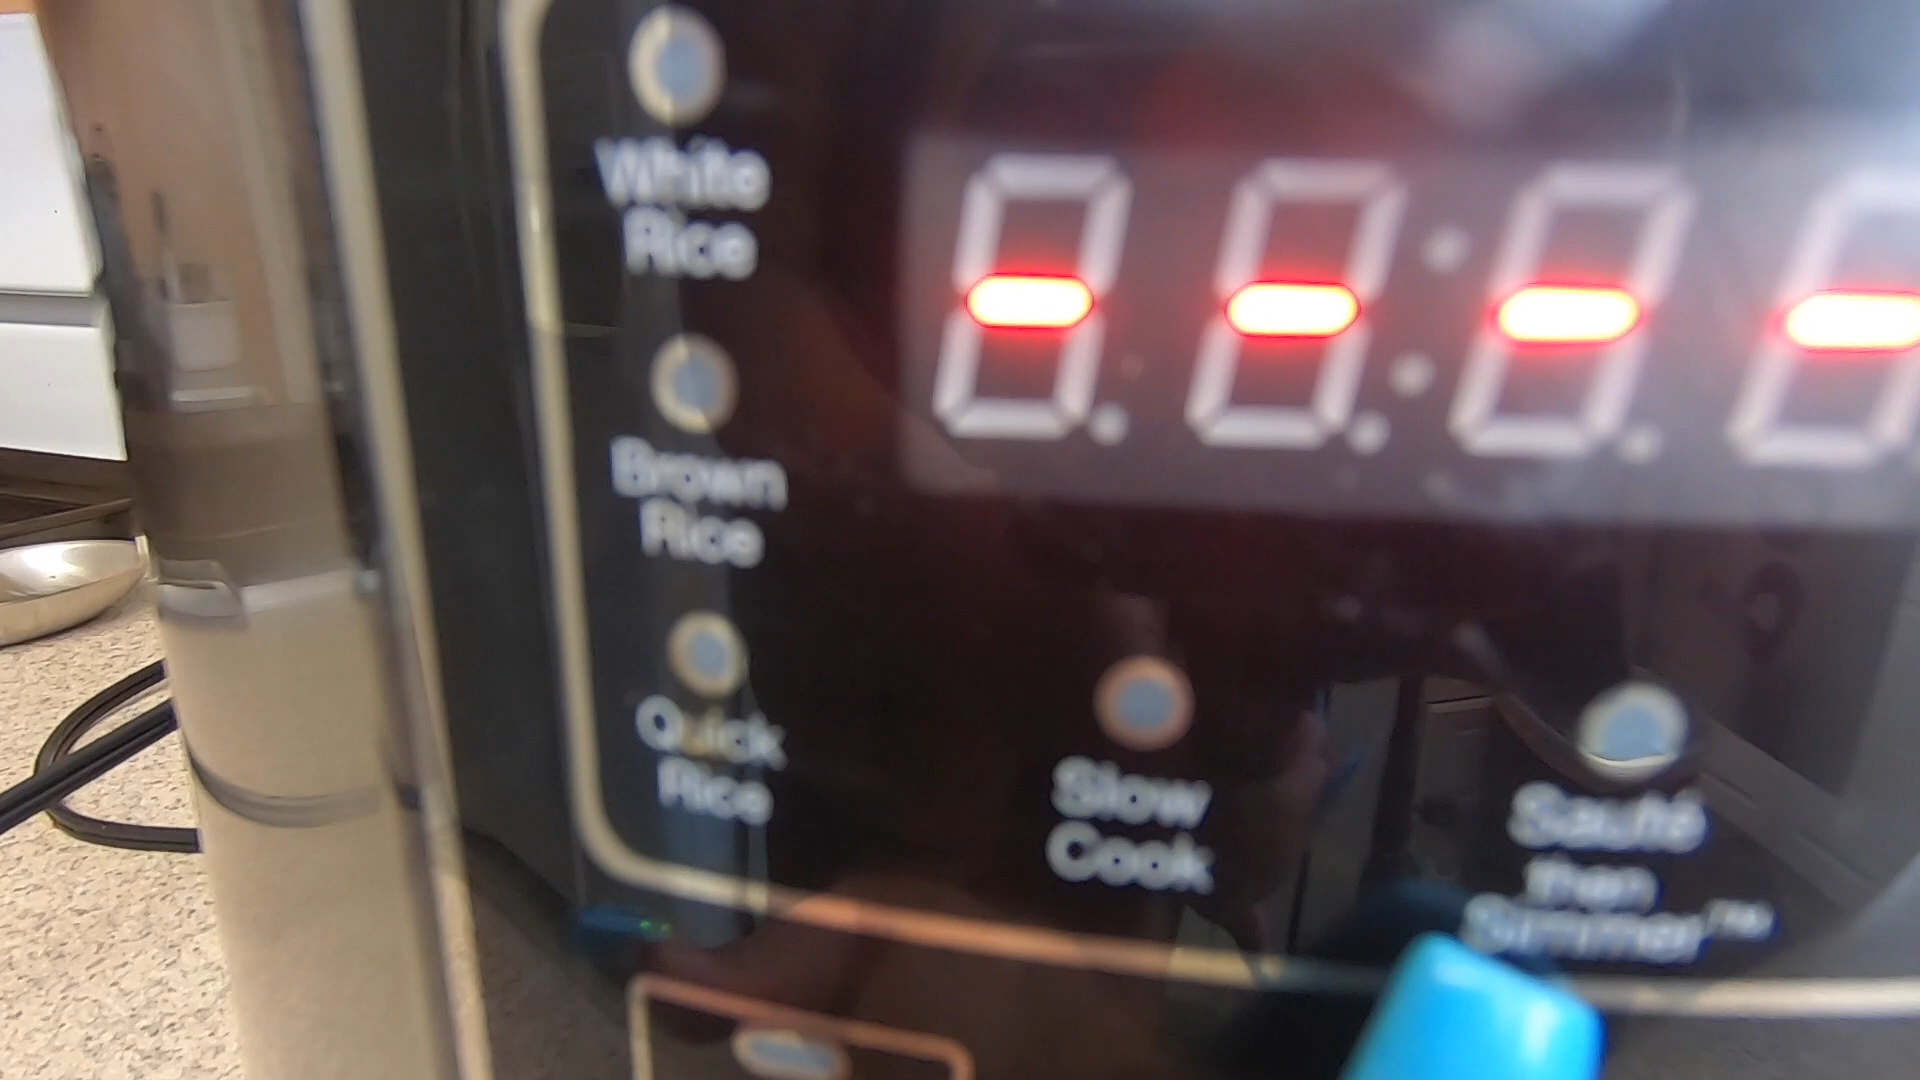 White
Rice
Brown
Rice
Quick
Rice
- - - -
Slow
Cook
Sauté
then
Simmer™